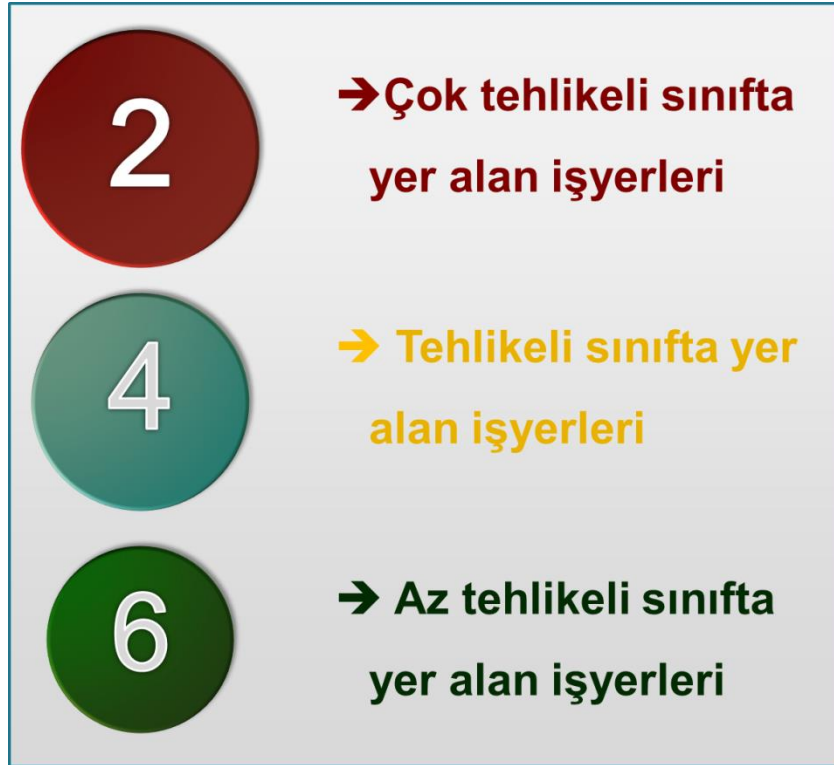 2
➔Çok tehlikeli sınıfta
yer alan işyerleri
4
➔ Tehlikeli sınıfta yer
alan işyerleri
6
➔ Az tehlikeli sınıfta
yer alan işyerleri